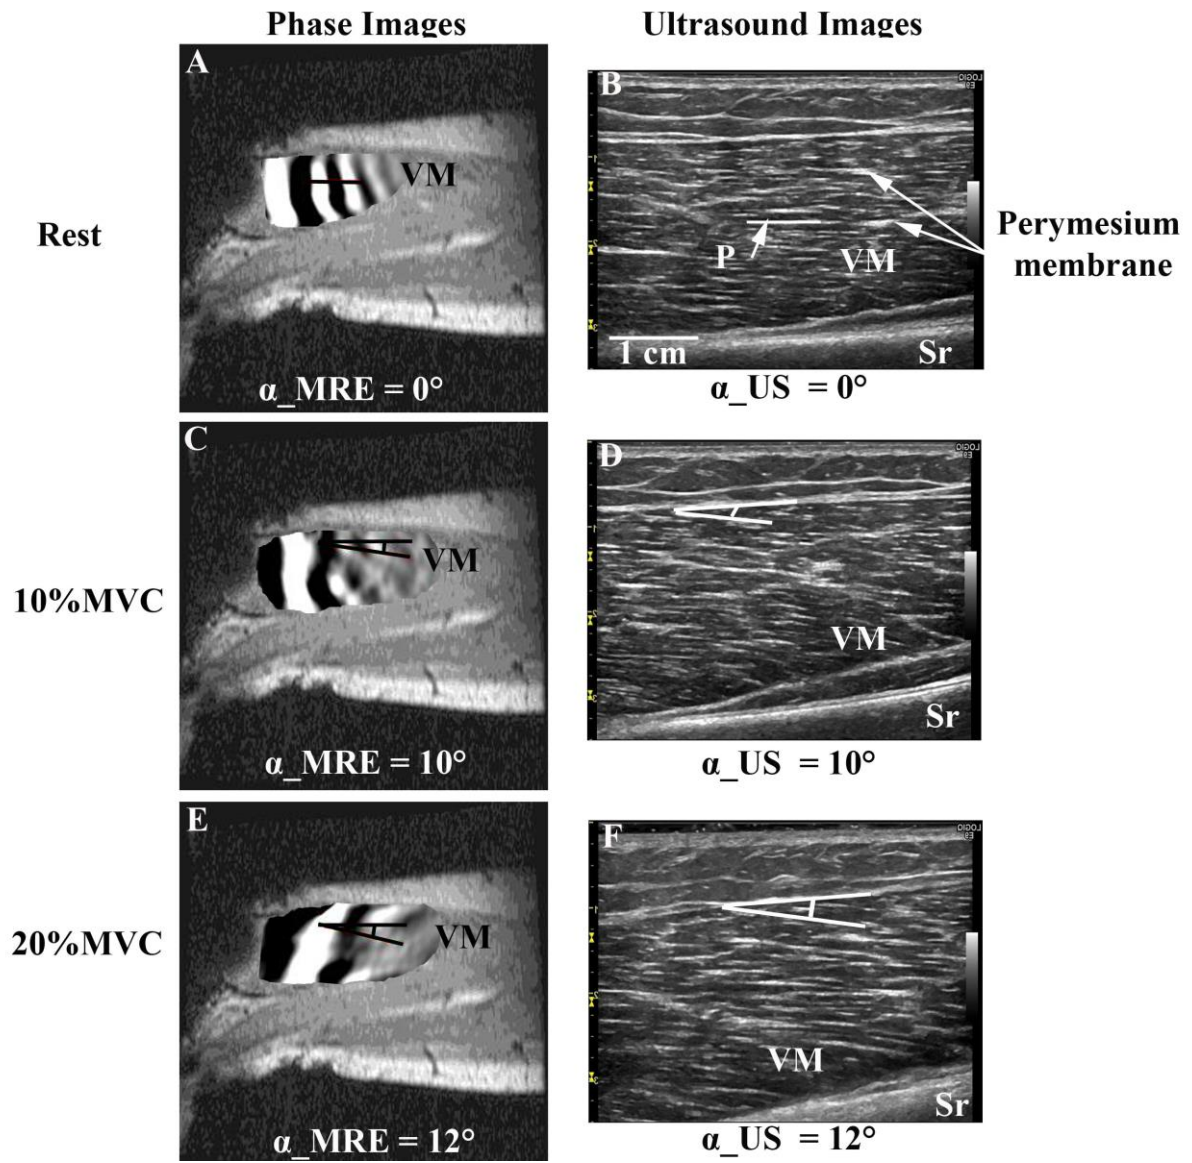 Phase Images
Ultrasound Images
A
VM
Rest
α_MRE = 0°
B
P
VM
Perymesium
membrane
1 cm
Sr
α_US = 0°
C
VM
10%MVC
α_MRE = 10°
D
VM
Sr
α_US = 10°
E
VM
20%MVC
α_MRE = 12°
F
VM
Sr
α_US = 12°